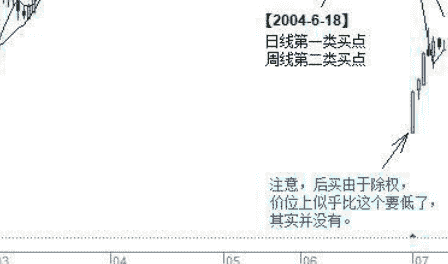 【2004-6-18】
日线第一类买点
周线第二类买点
注意，后买由于除权，
价位上似乎比这个要低了，
其实并没有。
03
04
05
06
07